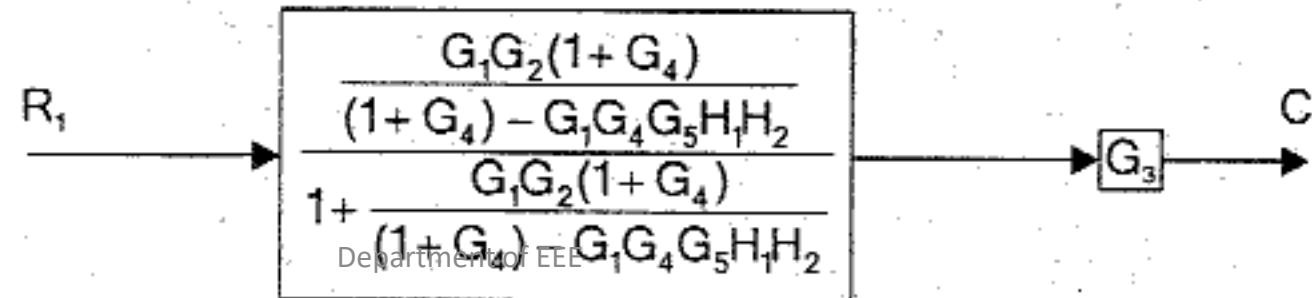 G₁G₂(1+ G₄)
R₁
(1+ G₄) – G₁G₄G₅H₁H₂
C
G₃
1+
G₁G₂(1+ G₄)
(1+G₄) – G₁G₄G₅H₁H₂
Department of EEE